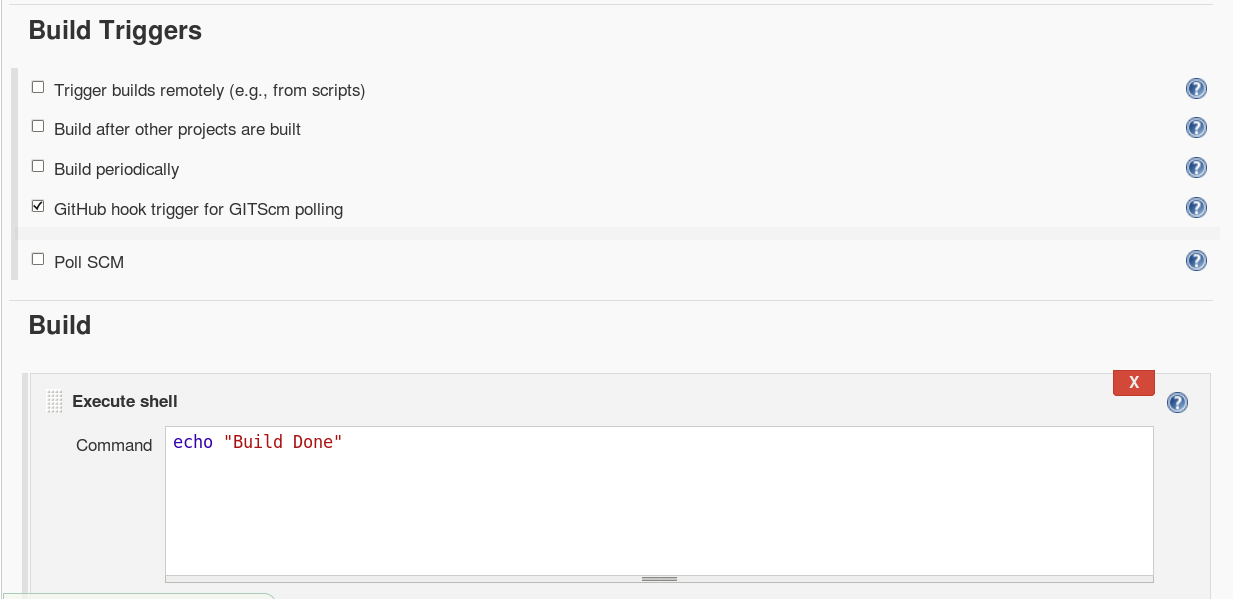 Build Triggers
Trigger builds remotely (e.g., from scripts)
?
Build after other projects are built
?
Build periodically
?
GitHub hook trigger for GITScm polling
?
Poll SCM
?
Build
X
Execute shell
?
Command
echo "Build Done"